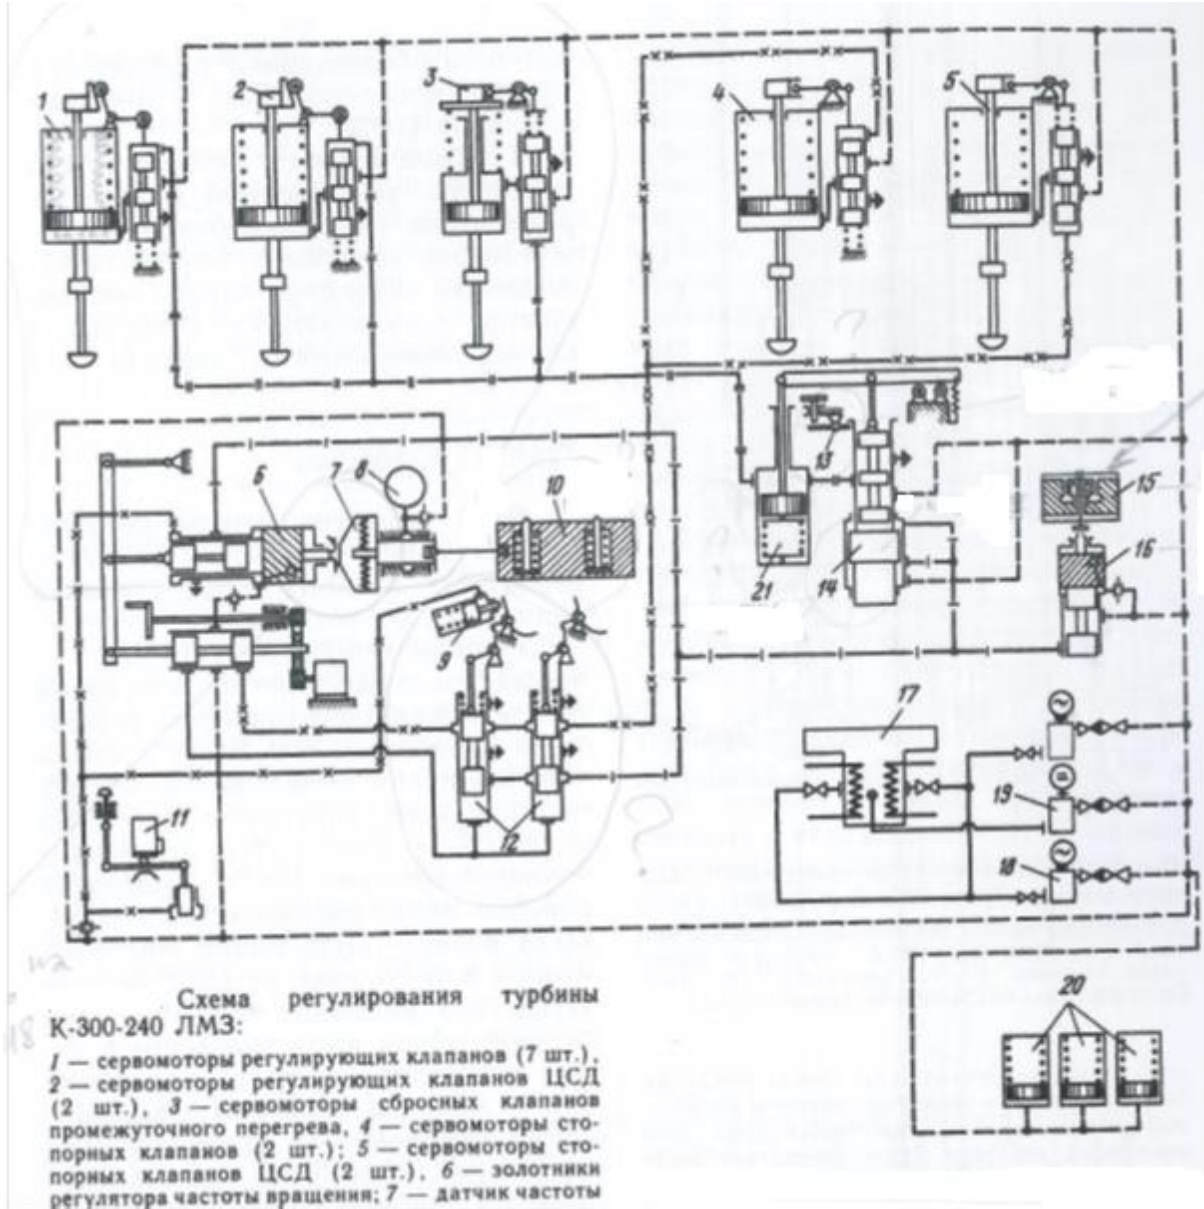 1
2
3
4
5
6
7
8
9
10
11
12
13
14
15
16
17
18
19
20
21
Схема регулирования турбины
К-300-240 ЛМЗ:
1 — сервомоторы регулирующих клапанов (7 шт.),
2 — сервомоторы регулирующих клапанов ЦСД
(2 шт.), 3 — сервомоторы сбросных клапанов
промежуточного перегрева, 4 — сервомоторы сто-
порных клапанов (2 шт.); 5 — сервомоторы сто-
порных клапанов ЦСД (2 шт.), 6 — золотники
регулятора частоты вращения; 7 — датчик частоты